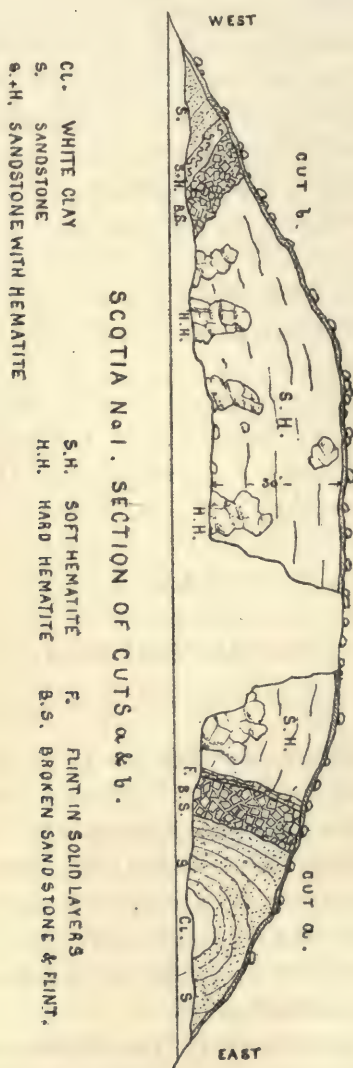 WEST
EAST
CUT b.
CUT a.
S.
S+H.
B.S.
H.H.
S.H.
30'
H.H.
S.H.
F.
B.S.
S
CL.
S
SCOTIA No 1. SECTION OF CUTS a & b.
CL. WHITE CLAY
S. SANDSTONE
S.+H. SANDSTONE WITH HEMATITE
S.H. SOFT HEMATITE
H.H. HARD HEMATITE
F. FLINT IN SOLID LAYERS
B.S. BROKEN SANDSTONE & FLINT.